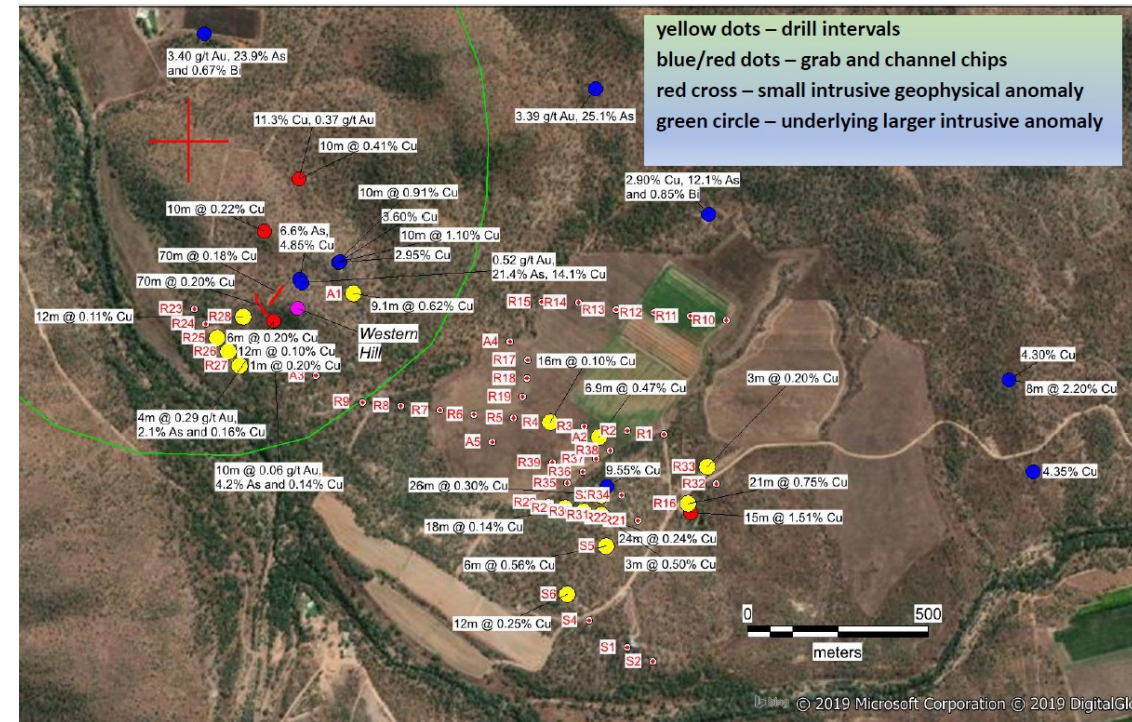 yellow dots – drill intervals
blue/red dots – grab and channel chips
red cross – small intrusive geophysical anomaly
green circle – underlying larger intrusive anomaly
3.40 g/t Au, 23.9% As
and 0.67% Bi
3.39 g/t Au, 25.1% As
11.3% Cu, 0.37 g/t Au
10m @ 0.41% Cu
2.90% Cu, 12.1% As
and 0.85% Bi
10m @ 0.91% Cu
3.60% Cu
10m @ 0.22% Cu
6.6% As,
4.85% Cu
10m @ 1.10% Cu
2.95% Cu
70m @ 0.18% Cu
0.52 g/t Au,
21.4% As, 14.1% Cu
70m @ 0.20% Cu
A1
9.1m @ 0.62% Cu
R15
R14
R13
R12
R11
R10
R23
12m @ 0.11% Cu
R28
R24
Western
Hill
R25
6m @ 0.20% Cu
R26
12m @ 0.10% Cu
R27
1m @ 0.20% Cu
A3
A4
R17
16m @ 0.10% Cu
4.30% Cu
R18
6.9m @ 0.47% Cu
3m @ 0.20% Cu
8m @ 2.20% Cu
R19
R9
R8
R7
R6
R5
R4
R3
A2
R2
R1
4m @ 0.29 g/t Au,
2.1% As and 0.16% Cu
A5
R38
R37
R39
R36
R33
10m @ 0.06 g/t Au,
4.2% As and 0.14% Cu
9.55% Cu
4.35% Cu
R35
R32
26m @ 0.30% Cu
R34
21m @ 0.75% Cu
R16
R31
R22
R21
15m @ 1.51% Cu
18m @ 0.14% Cu
24m @ 0.24% Cu
S5
6m @ 0.56% Cu
3m @ 0.50% Cu
S6
12m @ 0.25% Cu
S4
S1
S2
0
500
meters
© 2019 Microsoft Corporation © 2019 DigitalGlo